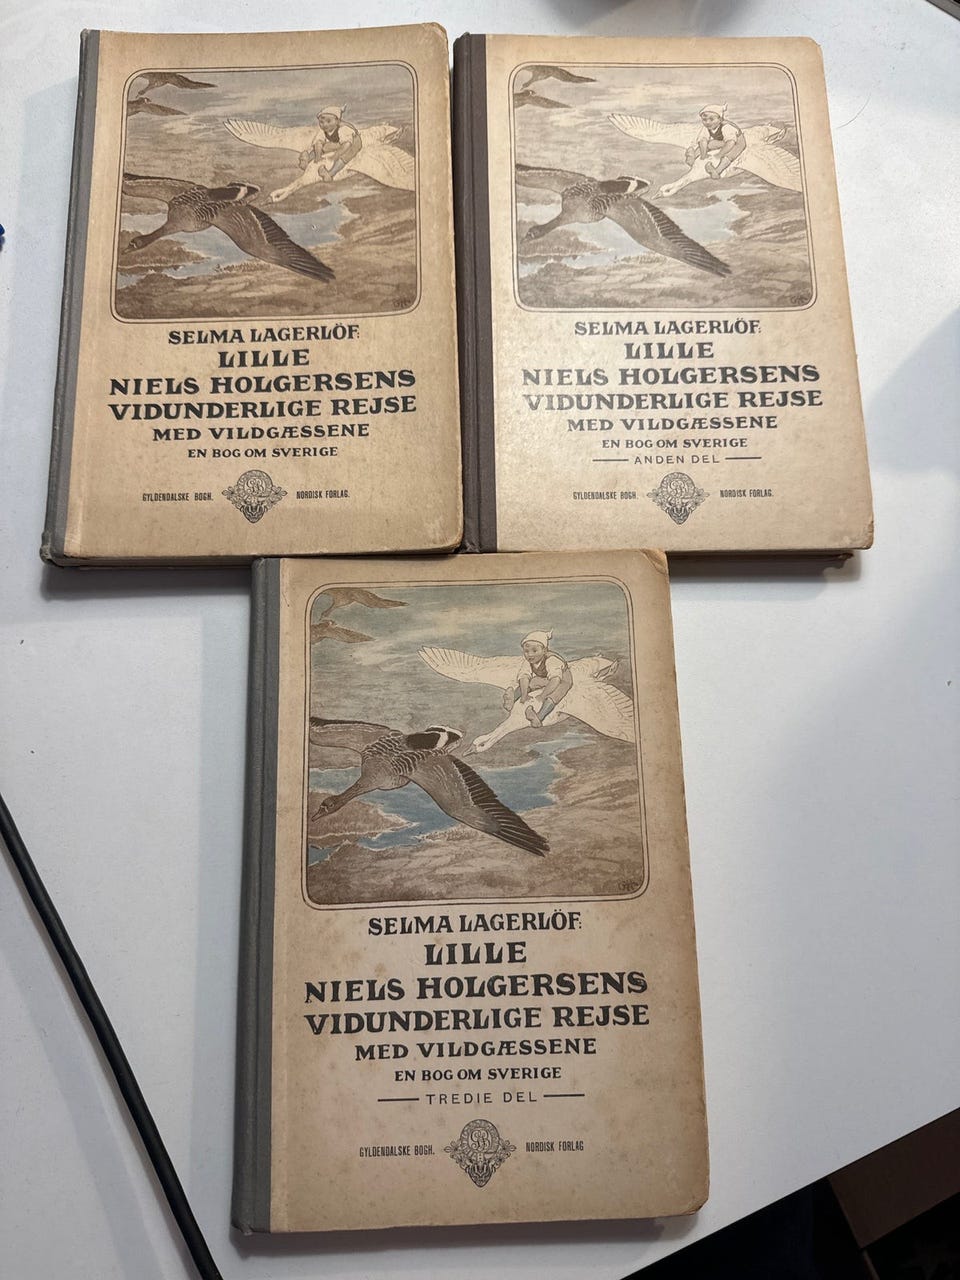 SELMA LAGERLÖF:
LILLE
NIELS HOLGERSENS
VIDUNDERLIGE REJSE
MED VILDGÆSSENE
EN BOG OM SVERIGE
GYLDENDALSKE BOGH. NORDISK FORLAG.
SELMA LAGERLÖF:
LILLE
NIELS HOLGERSENS
VIDUNDERLIGE REJSE
MED VILDGÆSSENE
EN BOG OM SVERIGE
ANDEN DEL
GYLDENDALSKE BOGH. NORDISK FORLAG.
SELMA LAGERLÖF:
LILLE
NIELS HOLGERSENS
VIDUNDERLIGE REJSE
MED VILDGÆSSENE
EN BOG OM SVERIGE
TREDIE DEL
GYLDENDALSKE BOGH. NORDISK FORLAG